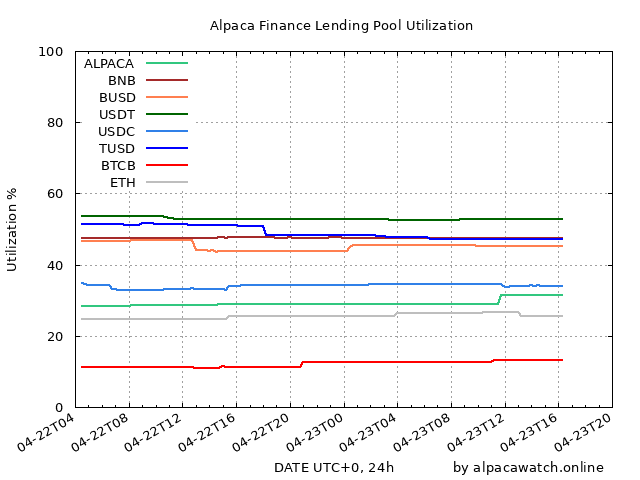 Alpaca Finance Lending Pool Utilization
100
80
60
40
20
0
Utilization %
ALPACA
BNB
BUSD
USDT
USDC
TUSD
BTCB
ETH
04-22T04
04-22T08
04-22T12
04-22T16
04-22T20
04-23T00
04-23T04
04-23T08
04-23T12
04-23T16
04-23T20
DATE UTC+0, 24h
by alpacawatch.online